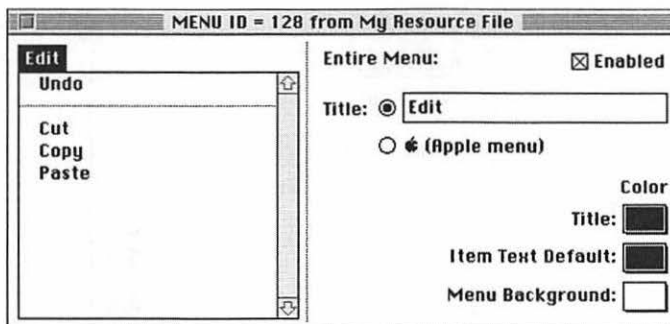 MENU ID = 128 from My Resource File
Edit
Undo
Cut
Copy
Paste
Entire Menu:
Enabled
Title: Edit
(Apple menu)
Color
Title:
Item Text Default:
Menu Background: